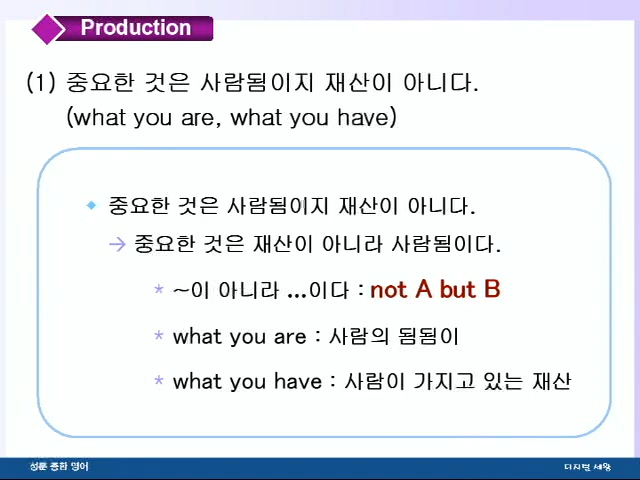 Production
(1) 중요한 것은 사람됨이지 재산이 아니다.
(what you are, what you have)
중요한 것은 사람됨이지 재산이 아니다.
→ 중요한 것은 재산이 아니라 사람됨이다.
* ~이 아니라 ...이다 : not A but B
* what you are : 사람의 됨됨이
* what you have : 사람이 가지고 있는 재산
성문 종합 영어
디지털 세왕